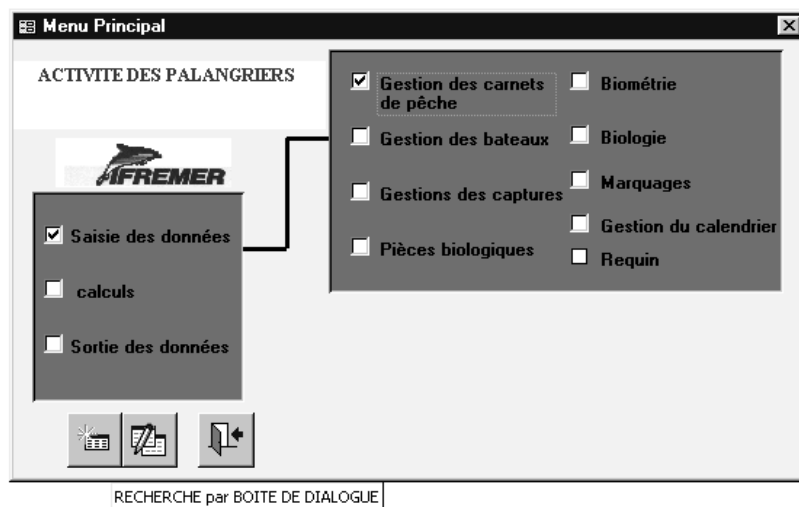 Menu Principal
ACTIVITE DES PALANGRIERS
IFREMER
Saisie des données
calculs
Sortie des données
Gestion des carnets
de pêche
Gestion des bateaux
Gestions des captures
Pièces biologiques
Biométrie
Biologie
Marquages
Gestion du calendrier
Requin
RECHERCHE par BOITE DE DIALOGUE